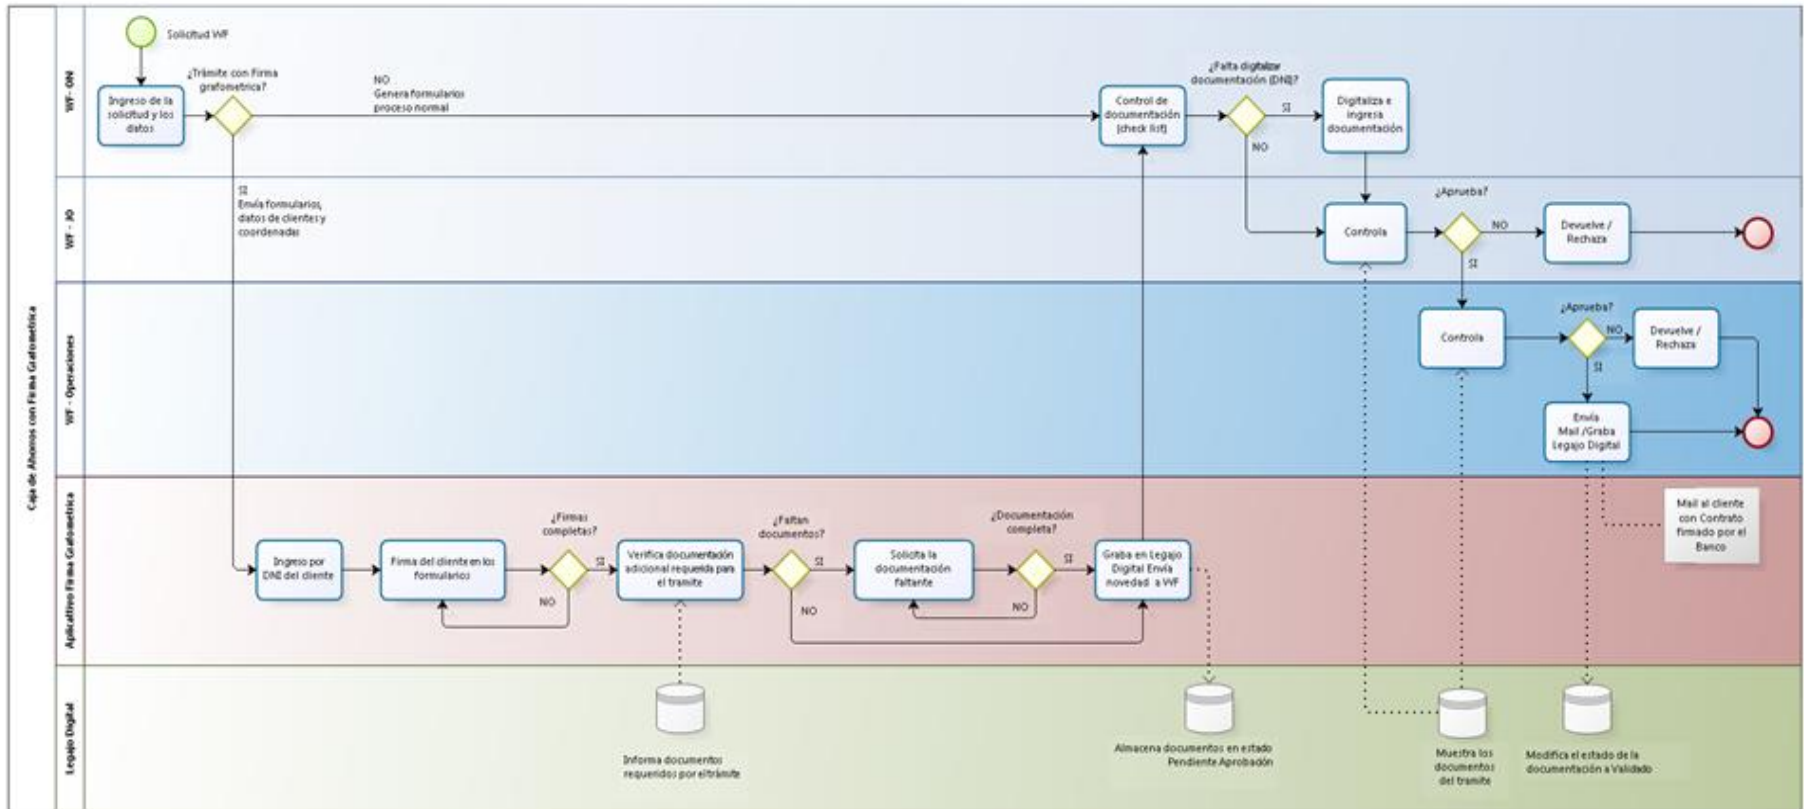 Caja de Ahorros con Firma Grafometrica
WF- ON
Solicitud WF
Ingreso de la
solicitud y los
datos
¿Trámite con Firma
grafometrica?
NO
Genera formularios
proceso normal
Control de
documentación
(check list)
¿Falta digitalizar
documentación (DNI)?
SI
NO
Digitaliza e
ingresa
documentación
WF - JO
SI
Envía formularios,
datos de clientes y
coordenadas
Controla
¿Aprueba?
NO
SI
Devuelve /
Rechaza
WF - Operaciones
Controla
¿Aprueba?
NO
SI
Devuelve /
Rechaza
Envía
Mail /Graba
Legajo Digital
Aplicativo Firma Grafometrica
Ingreso por
DNI del cliente
Firma del cliente en los
formularios
¿Firmas
completas?
SI
NO
Verifica documentación
adicional requerida para
el tramite
¿Faltan
documentos?
SI
NO
Solicita la
documentación
faltante
¿Documentación
completa?
SI
NO
Graba en Legajo
Digital Envía
novedad a WF
Mail al cliente
con Contrato
firmado por el
Banco
Legajo Digital
Informa documentos
requeridos por el trámite
Almacena documentos en estado
Pendiente Aprobación
Muestra los
documentos
del tramite
Modifica el estado de la
documentación a Validado